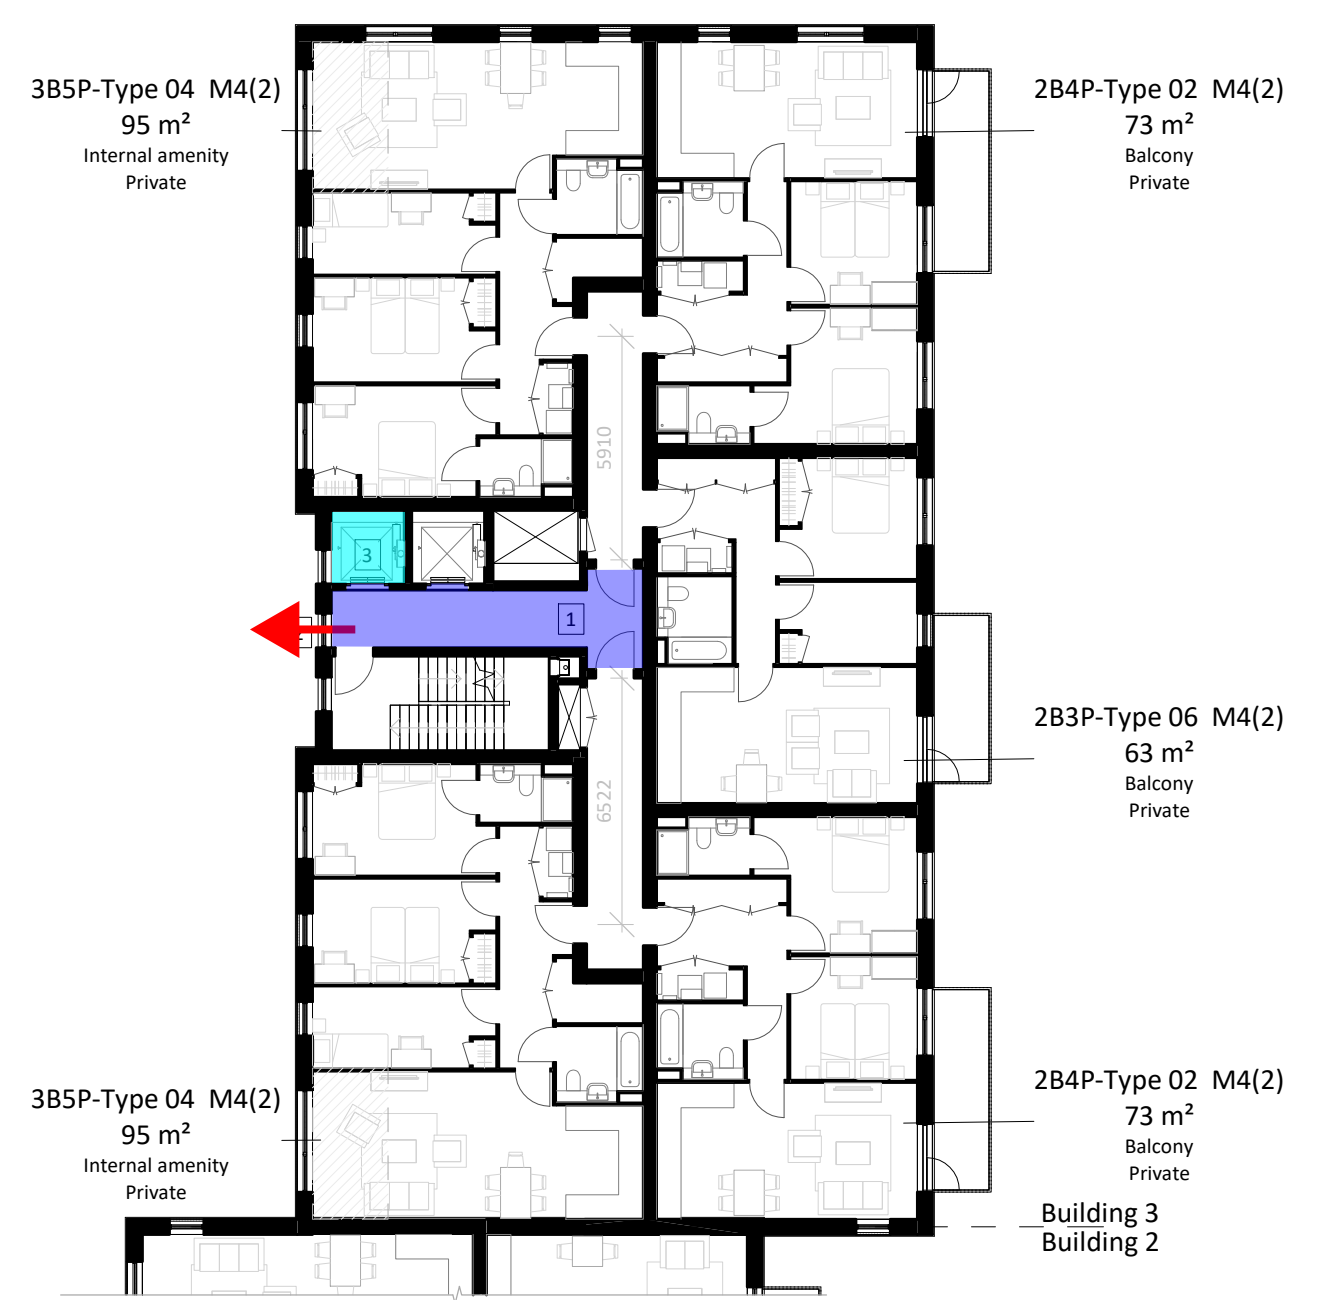 3B5P-Type 04 M4(2)
95 m²
Internal amenity
Private
2B4P-Type 02 M4(2)
73 m²
Balcony
Private
5910
3
1
2B3P-Type 06 M4(2)
63 m²
Balcony
Private
6522
3B5P-Type 04 M4(2)
95 m²
Internal amenity
Private
2B4P-Type 02 M4(2)
73 m²
Balcony
Private
Building 3
Building 2